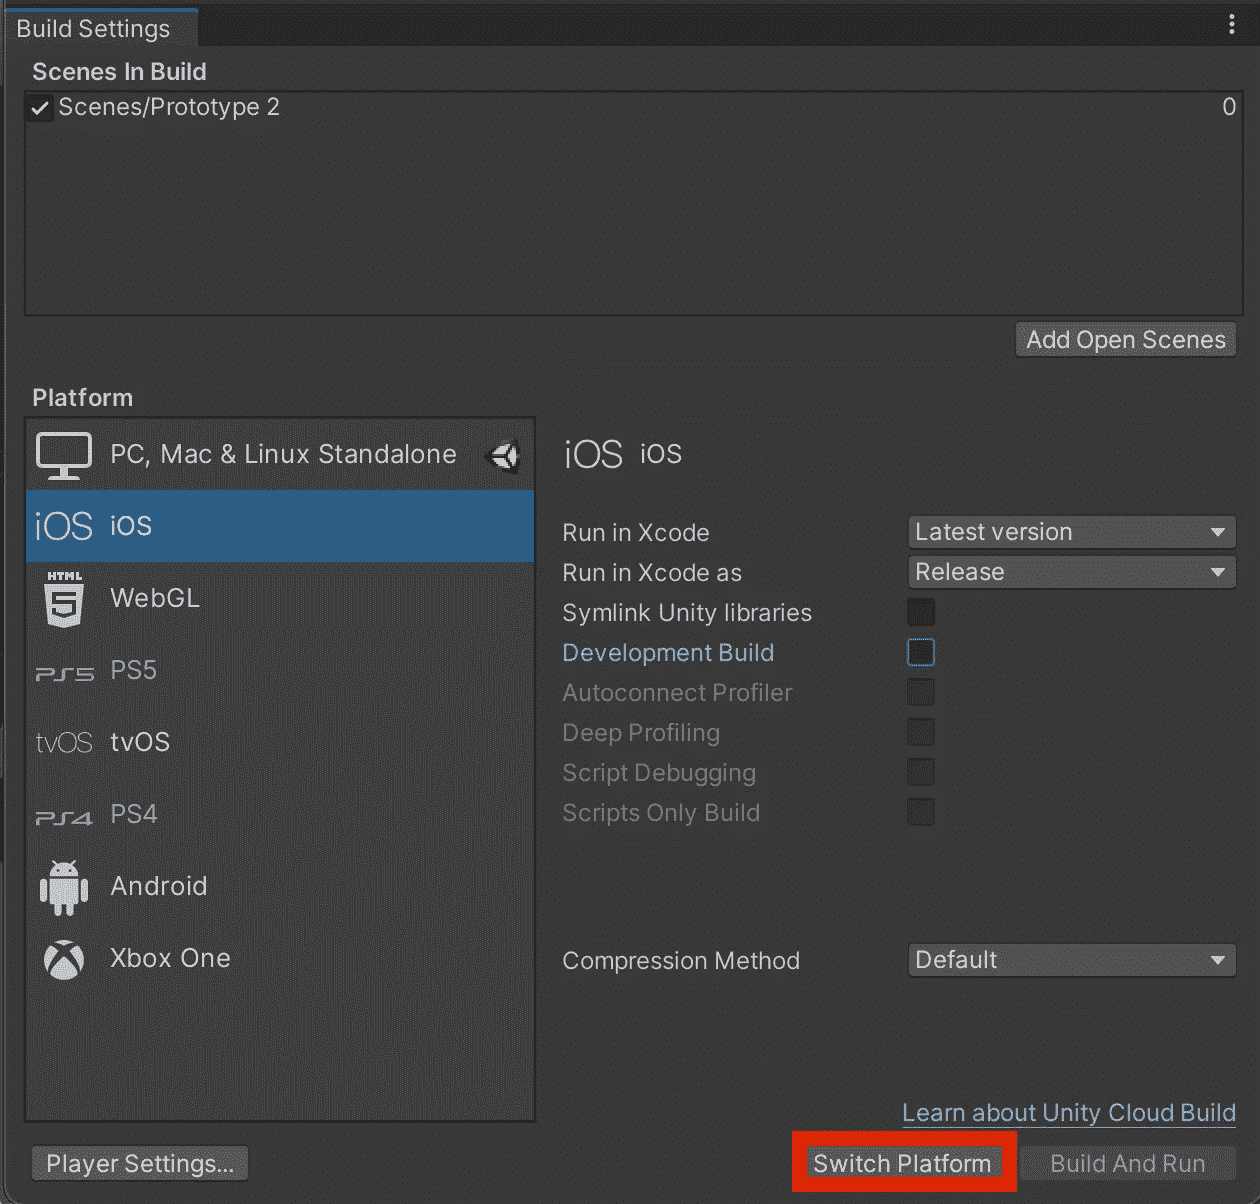 Build Settings
Scenes In Build
Scenes/Prototype 2 0
Add Open Scenes
Platform
PC, Mac & Linux Standalone
iOS iOS
HTML 5 WebGL
PS5 PS5
tvOS tvOS
PS4 PS4
Android
Xbox One
iOS iOS
Run in Xcode Latest version
Run in Xcode as Release
Symlink Unity libraries
Development Build
Autoconnect Profiler
Deep Profiling
Script Debugging
Scripts Only Build
Compression Method Default
Learn about Unity Cloud Build
Player Settings... Switch Platform Build And Run